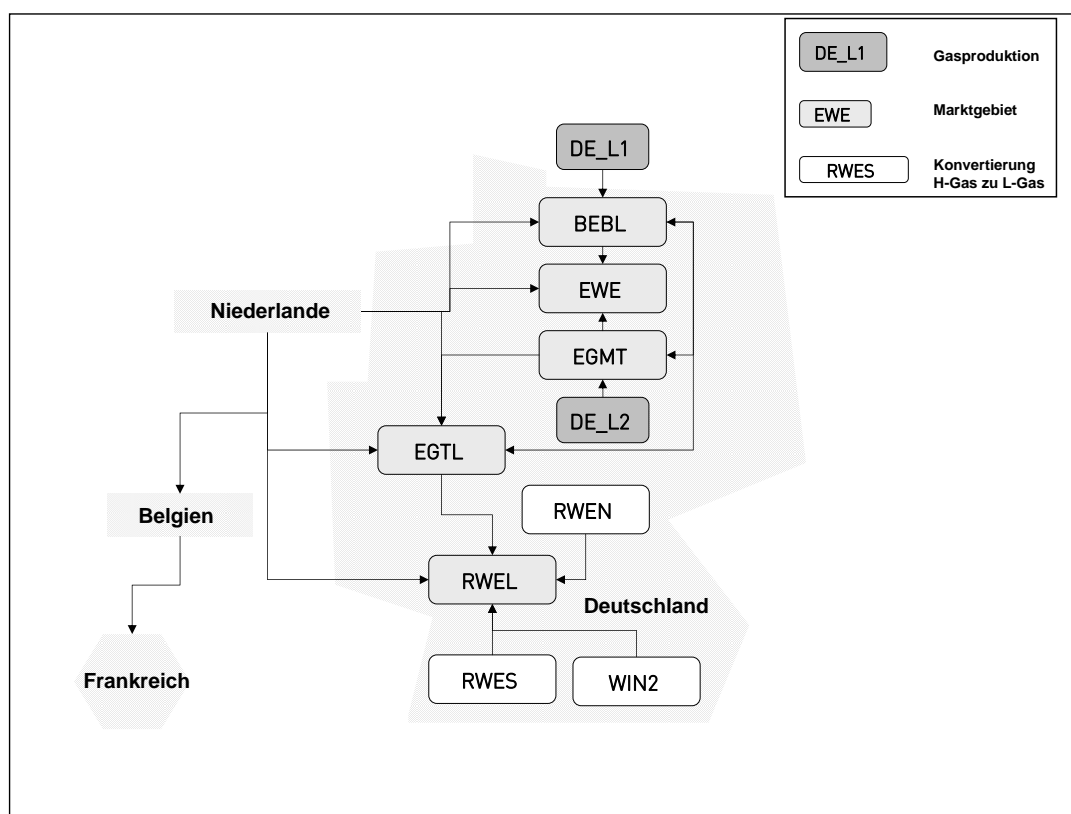 DE_L1
Gasproduktion
EWE
Marktgebiet
RWES
Konvertierung
H-Gas zu L-Gas
DE_L1
BEBL
EWE
Niederlande
EGMT
DE_L2
EGTL
RWEN
Belgien
RWEL
Deutschland
RWES
WIN2
Frankreich